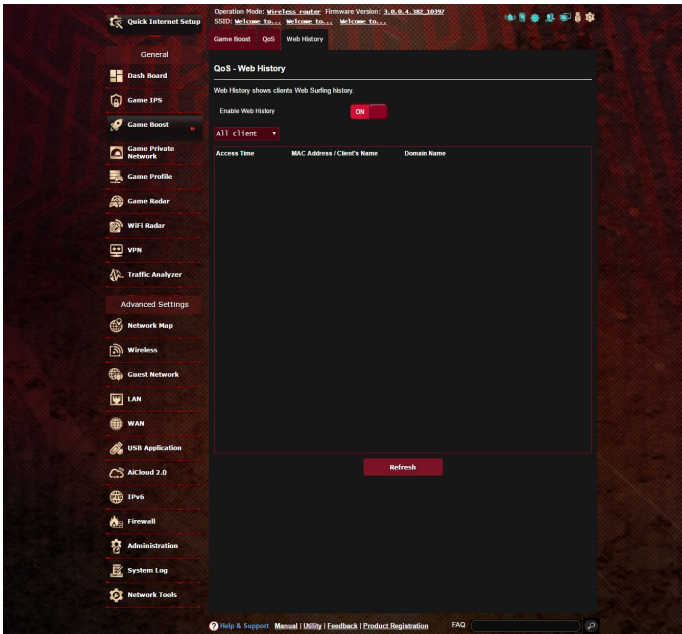 Quick Internet Setup
Operation Mode: Wireless router Firmware Version: 3.0.0.4.382_10397
SSID: Welcome to... Welcome to... Welcome to...
Game Boost QoS Web History
General
Dash Board
Game IPS
Game Boost
Game Private
Network
Game Profile
Game Radar
WiFi Radar
VPN
Traffic Analyzer
Advanced Settings
Network Map
Wireless
Guest Network
LAN
WAN
USB Application
AiCloud 2.0
IPv6
Firewall
Administration
System Log
Network Tools
QoS - Web History
Web History shows clients Web Surfing history.
Enable Web History ON
All client
Access Time MAC Address / Client's Name Domain Name
Refresh
Help & Support Manual | Utility | Feedback | Product Registration FAQ